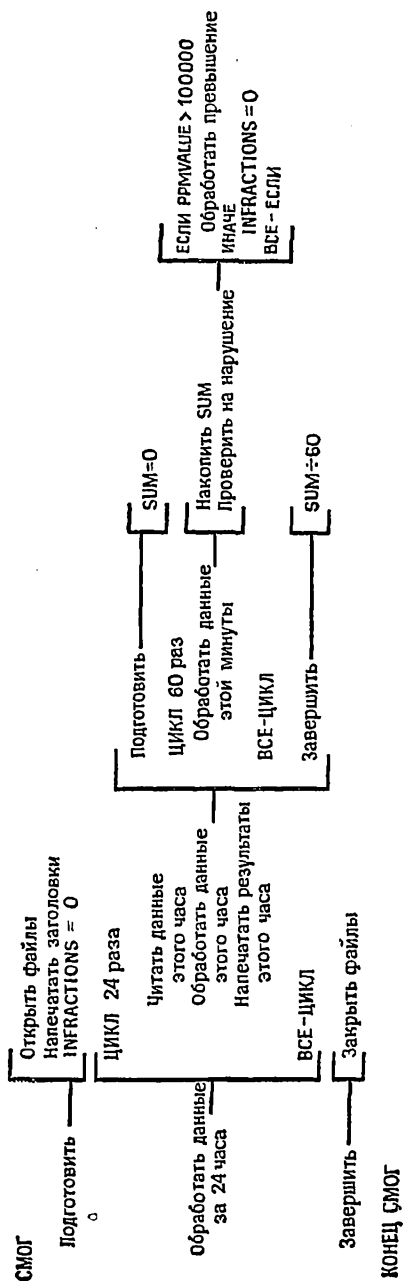 СМОГ
Подготовить
Открыть файлы
Напечатать заголовки
INFRACTIONS = 0
Обработать данные
за 24 часа
ЦИКЛ 24 раза
Читать данные
этого часа
Обработать данные
этого часа
Напечатать результаты
этого часа
ВСЕ-ЦИКЛ
Подготовить
SUM=0
ЦИКЛ 60 раз
Обработать данные
этой минуты
ВСЕ-ЦИКЛ
Накопить SUM
Проверить на нарушение
ЕСЛИ PPMVALUE > 100000
Обработать превышение
ИНАЧЕ
INFRACTIONS = 0
ВСЕ - ЕСЛИ
Завершить
SUM÷60
Завершить
Закрыть файлы
КОНЕЦ СМОГ